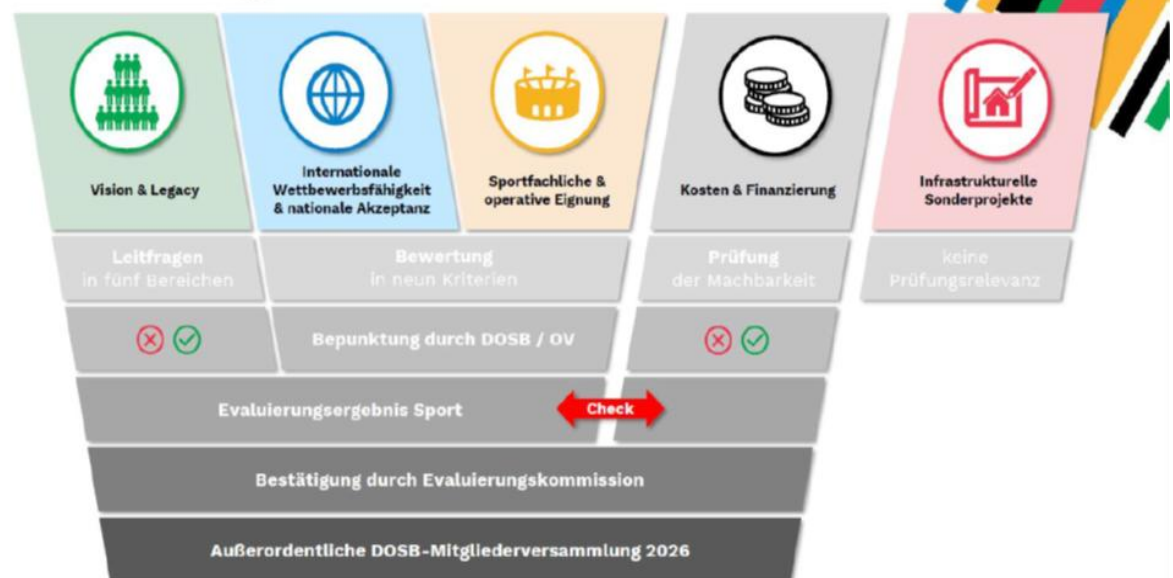 Vision & Legacy
Internationale
Wettbewerbsfähigkeit
& nationale Akzeptanz
Sportfachliche &
operative Eignung
Kosten & Finanzierung
Infrastrukturelle
Sonderprojekte
Leitfragen
in fünf Bereichen
Bewertung
in neun Kriterien
Prüfung
der Machbarkeit
keine
Prüfungsrelevanz
Bepunktung durch DOSB / OV
Evaluierungsergebnis Sport
Check
Bestätigung durch Evaluierungskommission
Außerordentliche DOSB-Mitgliederversammlung 2026